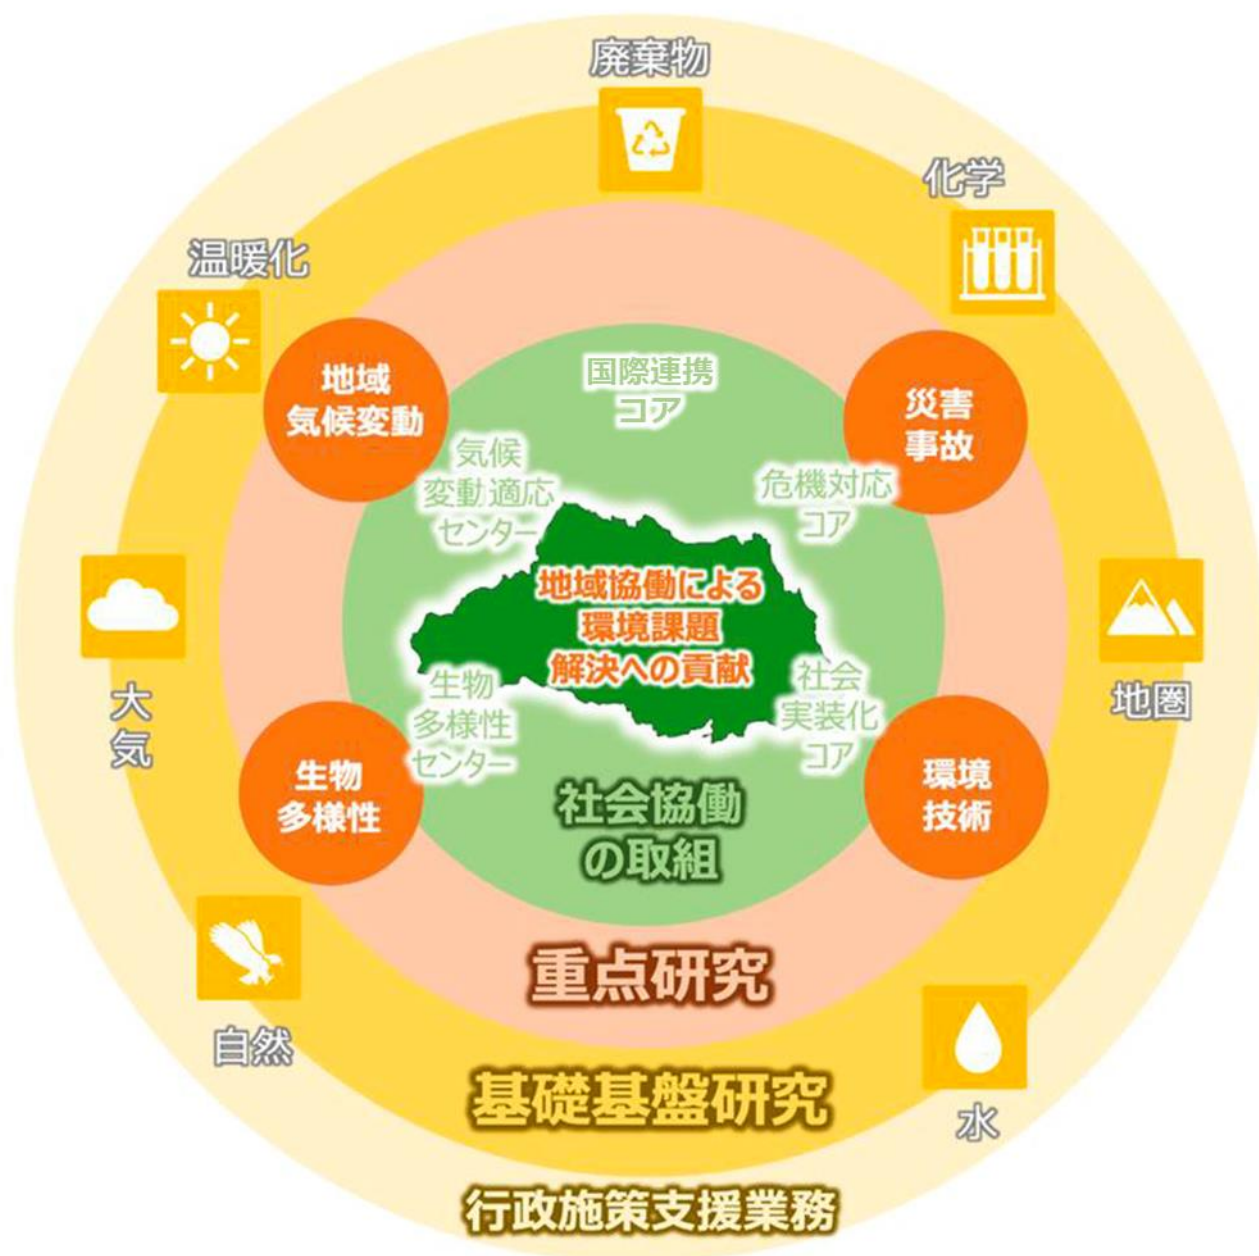 廃棄物
化学
温暖化
地域
気候変動
国際連携
コア
災害
事故
気候
変動適応
センター
危機対応
コア
地域協働による
環境課題
解決への貢献
大
気
地圏
生物
多様性
センター
社会
実装化
コア
生物
多様性
環境
技術
社会協働
の取組
重点研究
自然
基礎基盤研究
水
行政施策支援業務